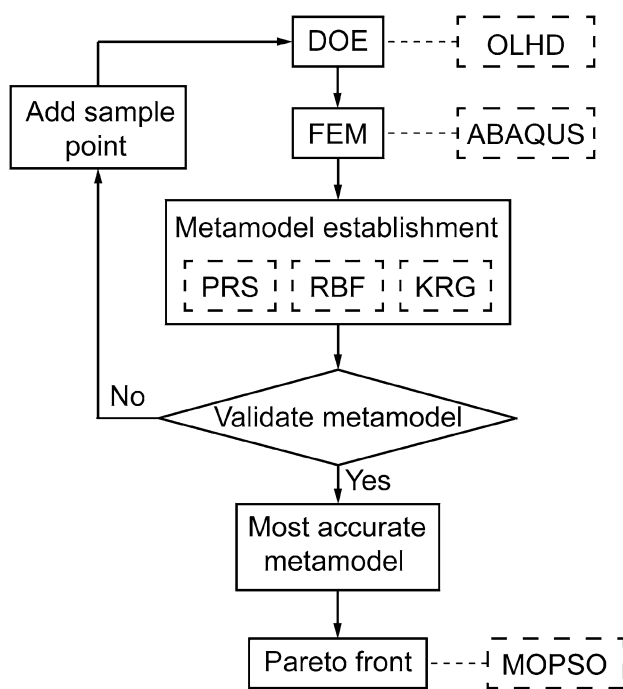 DOE
OLHD
Add sample
point
FEM
ABAQUS
Metamodel establishment
PRS
RBF
KRG
No
Validate metamodel
Yes
Most accurate
metamodel
Pareto front
MOPSO